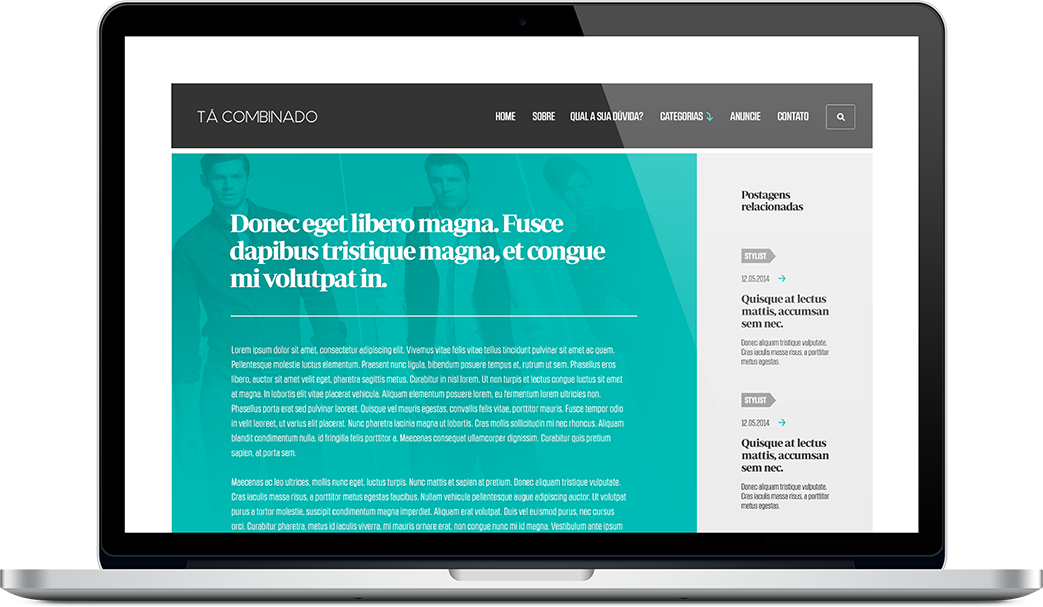 TÁ COMBINADO
HOME SOBRE QUAL A SUA DÚVIDA? CATEGORIAS ANUNCIE CONTATO
Donec eget libero magna. Fusce
dapibus tristique magna, et congue
mi volutpat in.
Lorem ipsum dolor sit amet, consectetur adipiscing elit. Vivamus vitae felis vitae tellus tincidunt pulvinar sit amet ac quam.
Pellentesque molestie luctus elementum. Praesent nunc ligula, bibendum posuere tempus at, rutrum ut sem. Phasellus eros
libero, auctor sit amet velit eget, pharetra sagittis metus. Curabitur in nisl lorem. Ut non turpis et lectus congue luctus sit amet
at magna. In lobortis elit vitae placerat vehicula. Aliquam elementum posuere lorem, eu fermentum lorem ultricies non.
Phasellus porta erat sed pulvinar laoreet. Quisque vel mauris egestas, convallis felis vitae, porttitor mauris. Fusce tempor odio
in velit laoreet, ut varius elit placerat. Nunc pharetra lacinia magna ut lobortis. Cras mollis sollicitudin mi nec rhoncus. Aliquam
blandit condimentum nulla, id fringilla felis porttitor a. Maecenas consequat ullamcorper dignissim. Curabitur quis pretium
sapien, at porta sem.
Maecenas ac leo ultrices, mollis nunc eget, luctus turpis. Nunc mattis et sapien at pretium. Donec aliquam tristique vulputate.
Cras iaculis massa risus, a porttitor metus egestas faucibus. Nullam vehicula pellentesque augue adipiscing auctor. Ut volutpat
purus a tortor molestie, suscipit condimentum magna imperdiet. Aliquam erat volutpat. Duis vel euismod purus, nec cursus
orci. Curabitur pharetra, metus id iaculis viverra, mi mauris ornare erat, non congue nunc mi id magna. Vestibulum ante ipsum
Postagens
relacionadas
STYLIST
12.05.2014
Quisque at lectus
mattis, accumsan
sem nec.
Donec aliquam tristique vulputate.
Cras iaculis massa risus, a porttitor
metus egestas.
STYLIST
12.05.2014
Quisque at lectus
mattis, accumsan
sem nec.
Donec aliquam tristique vulputate.
Cras iaculis massa risus, a porttitor
metus egestas.